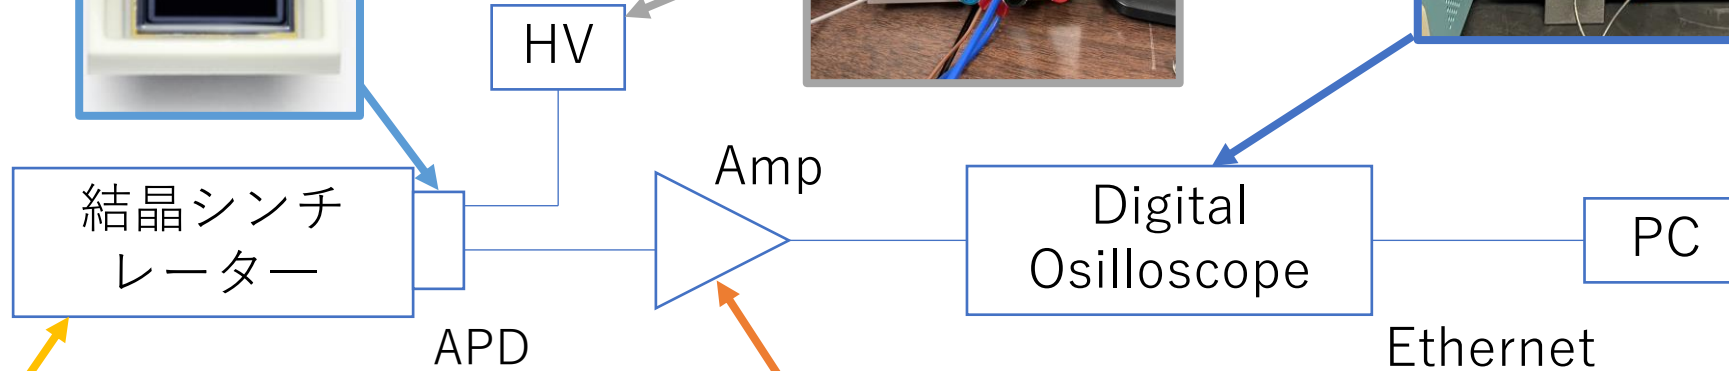 HV
Amp
結晶シンチ
レーター
Digital
Osilloscope
PC
APD
Ethernet